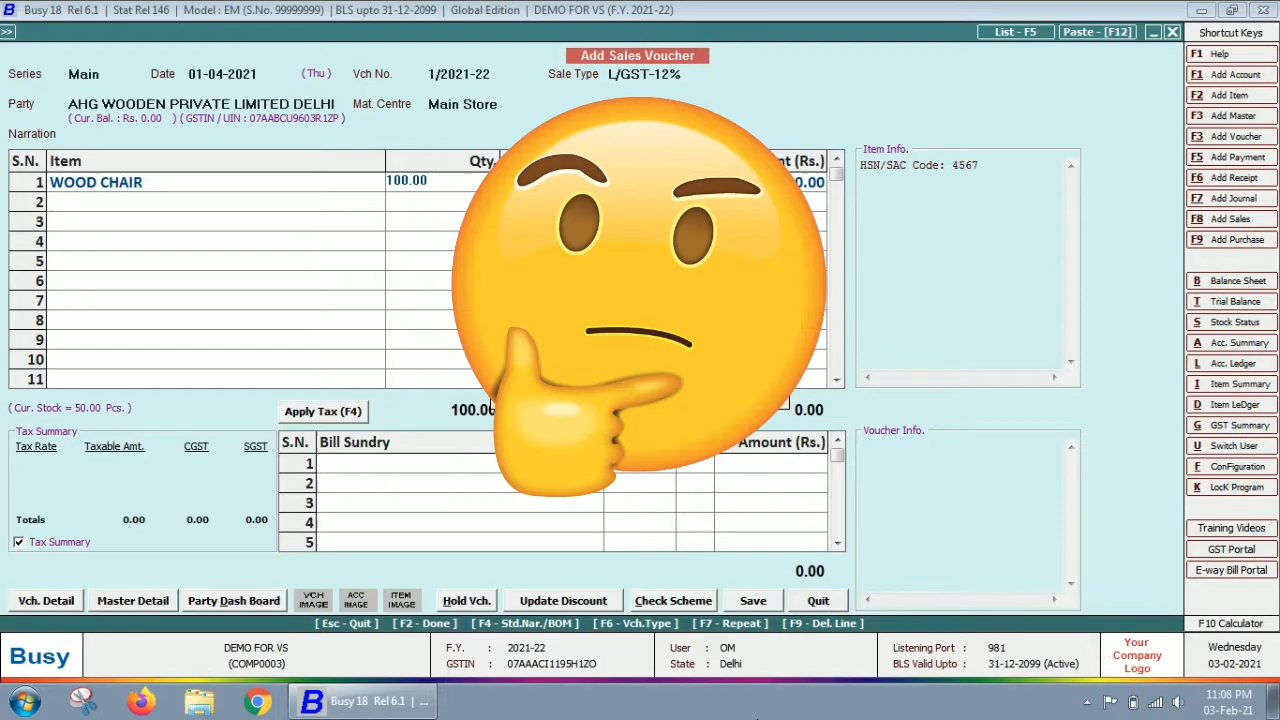 Busy 18 Rel 6.1 | Stat Rel 146 | Model : EM (S.No. 99999999) | BLS upto 31-12-2099 | Global Edition | DEMO FOR VS (F.Y. 2021-22)
>> List - F5 Paste - [F12] Shortcut Keys
Add Sales Voucher
Series Main Date 01-04-2021 (Thu) Vch No. 1/2021-22 Sale Type L/GST-12%
Party AHG WOODEN PRIVATE LIMITED DELHI Mat. Centre Main Store
( Cur. Bal. : Rs. 0.00 ) ( GSTIN / UIN : 07AABCU9603R1ZP )
Narration
S.N. Item Qty. (Rs.)
1 WOOD CHAIR 100.00 0.00
2
3
4
5
6
7
8
9
10
11
Item Info.
HSN/SAC Code: 4567
( Cur. Stock = 50.00 Pcs. ) Apply Tax (F4) 100.00 0.00
Tax Summary
Tax Rate Taxable Amt. CGST SGST
Totals 0.00 0.00 0.00
Tax Summary
S.N. Bill Sundry Amount (Rs.)
1
2
3
4
5
0.00
Voucher Info.
Vch. Detail Master Detail Party Dash Board VCH IMAGE ACC IMAGE ITEM IMAGE Hold Vch. Update Discount Check Scheme Save Quit
[ Esc - Quit ] [ F2 - Done ] [ F4 - Std.Nar./BOM ] [ F6 - Vch.Type ] [ F7 - Repeat ] [ F9 - Del. Line ]
F1 Help
F1 Add Account
F2 Add Item
F3 Add Master
F3 Add Voucher
F5 Add Payment
F6 Add Receipt
F7 Add Journal
F8 Add Sales
F9 Add Purchase
B Balance Sheet
T Trial Balance
S Stock Status
A Acc. Summary
L Acc. Ledger
I Item Summary
D Item LeDger
G GST Summary
U Switch User
F ConFiguration
K LocK Program
Training Videos
GST Portal
E-way Bill Portal
F10 Calculator
Busy
DEMO FOR VS
(COMP0003)
F.Y. : 2021-22
GSTIN : 07AAACI1195H1ZO
User : OM
State : Delhi
Listening Port : 981
BLS Valid Upto : 31-12-2099 (Active)
Your
Company
Logo
Wednesday
03-02-2021
B Busy 18 Rel 6.1 | ...
11:08 PM
03-Feb-21